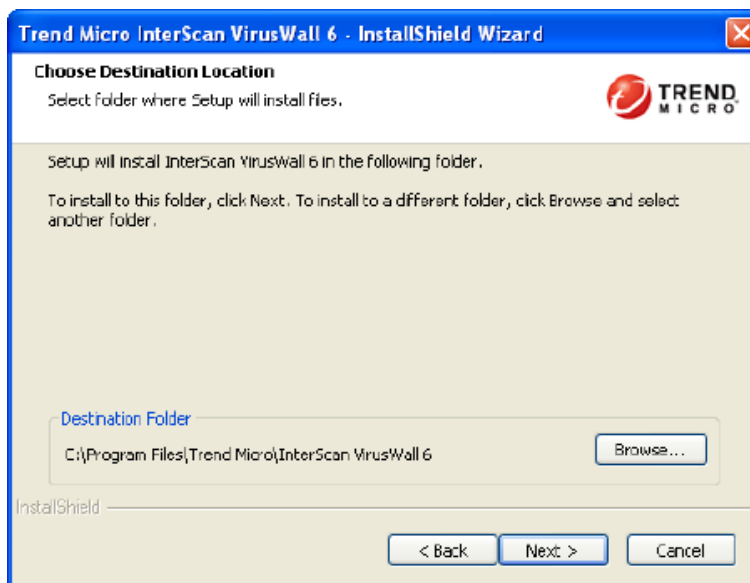 Trend Micro InterScan VirusWall 6 - InstallShield Wizard
Choose Destination Location
Select folder where Setup will install files.
TREND
MICRO
Setup will install InterScan VirusWall 6 in the following folder.
To install to this folder, click Next. To install to a different folder, click Browse and select
another folder.
Destination Folder
C:\Program Files\Trend Micro\InterScan VirusWall 6
Browse...
InstallShield
< Back
Next >
Cancel